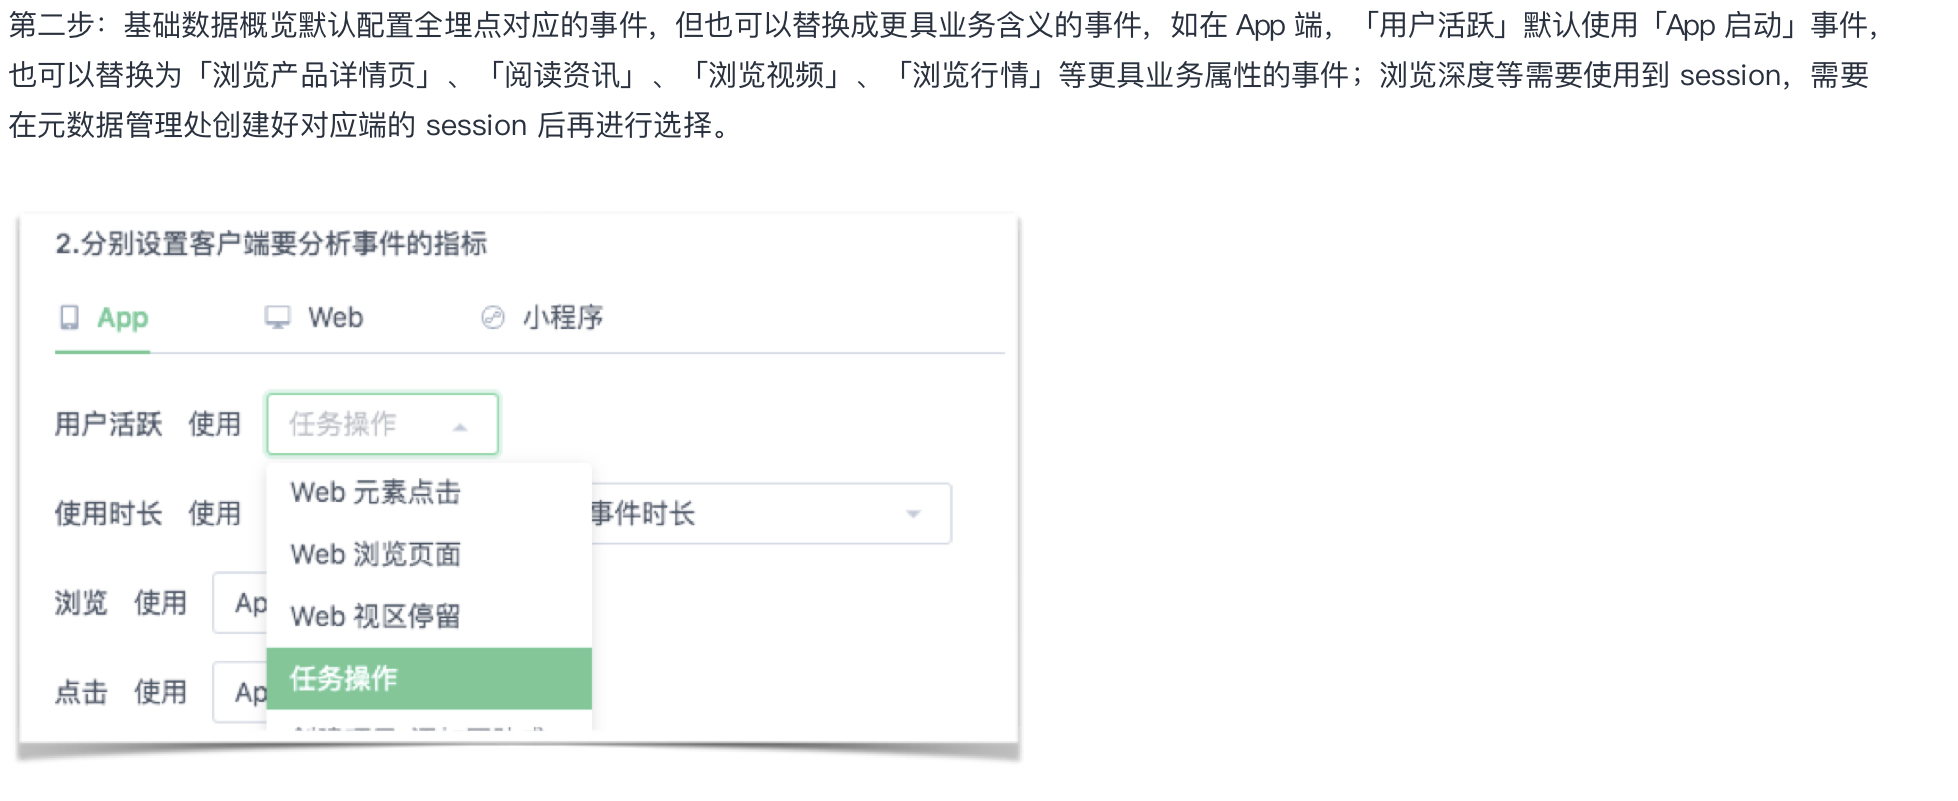 第二步：基础数据概览默认配置全埋点对应的事件，但也可以替换成更具业务含义的事件，如在 App 端，「用户活跃」默认使用「App 启动」事件，
也可以替换为「浏览产品详情页」、「阅读资讯」、「浏览视频」、「浏览行情」等更具业务属性的事件；浏览深度等需要使用到 session，需要
在元数据管理处创建好对应端的 session 后再进行选择。
2.分别设置客户端要分析事件的指标
App Web 小程序
用户活跃 使用 任务操作
Web 元素点击
使用时长 使用 事件时长
Web 浏览页面
浏览 使用 Ap
Web 视区停留
任务操作
点击 使用 Ap